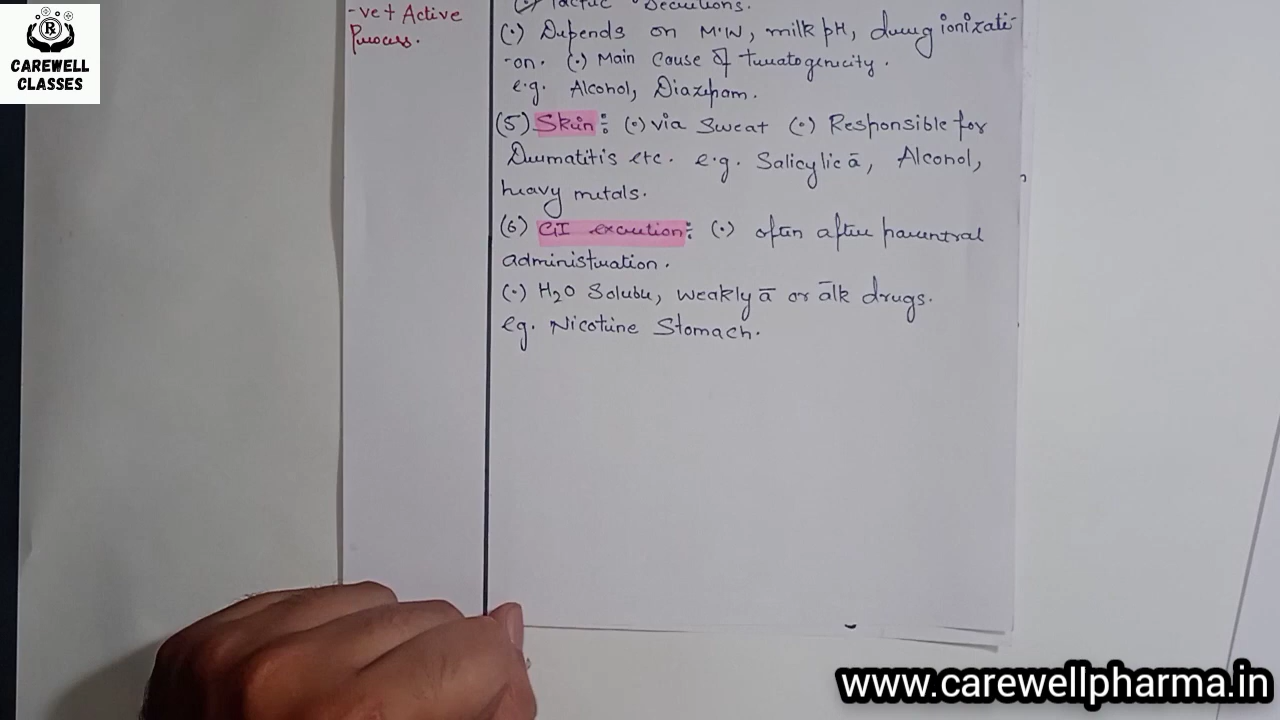 -ve + Active
Process.
CAREWELL
CLASSES
Secretions.
(•) Depends on M.W, milk pH, drug ionizati-
-on. (•) Main Cause of teratogenicity.
e.g. Alcohol, Diazepam.
(5) Skin: (•) via Sweat (•) Responsible for
Dermatitis etc. e.g. Salicylic ā, Alcohol,
heavy metals.
(6) GI excretion: (•) often after parentral
administration.
(•) H2O Soluble, weakly ā or ālk drugs.
eg. Nicotine Stomach.
www.carewellpharma.in